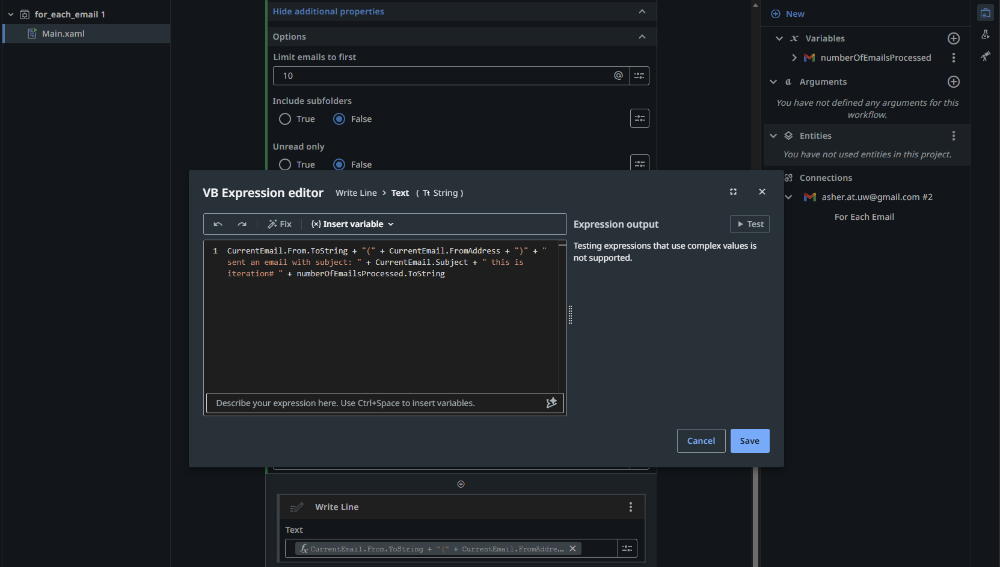 for_each_email 1
Main.xaml
Hide additional properties
Options
Limit emails to first
10
Include subfolders
True False
Unread only
True False
VB Expression editor Write Line > Text ( Tt String )
Fix {×} Insert variable
1 CurrentEmail.From.ToString + "(" + CurrentEmail.FromAddress + ")" + "
sent an email with subject: " + CurrentEmail.Subject + " this is
iteration# " + numberOfEmailsProcessed.ToString
Describe your expression here. Use Ctrl+Space to insert variables.
Expression output
Test
Testing expressions that use complex values is
not supported.
Cancel Save
Write Line
Text
fx CurrentEmail.From.ToString + "(" + CurrentEmail.FromAddre...
New
x Variables
numberOfEmailsProcessed
a Arguments
You have not defined any arguments for this
workflow.
Entities
You have not used entities in this project.
Connections
asher.at.uw@gmail.com #2
For Each Email